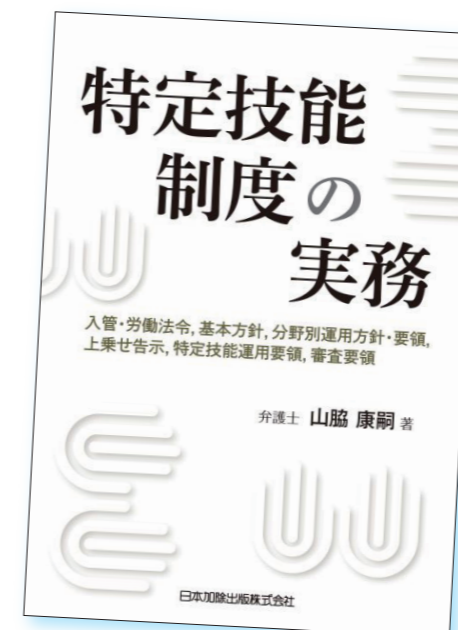 特定技能
制度の
実務
入管・労働法令,基本方針,分野別運用方針・要領,
上乗せ告示,特定技能運用要領,審査要領
弁護士 山脇 康嗣 著
日本加除出版株式会社